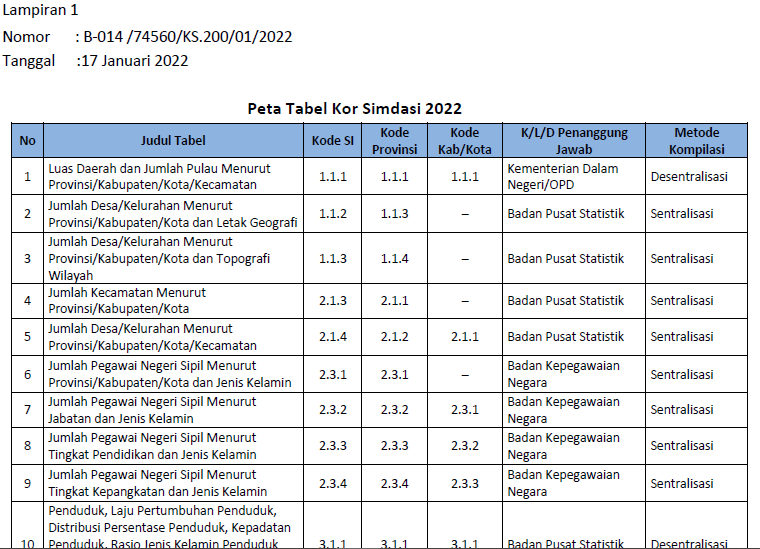 Lampiran 1
Nomor : B-014 /74560/KS.200/01/2022
Tanggal :17 Januari 2022
Peta Tabel Kor Simdasi 2022
No Judul Tabel Kode SI Kode Provinsi Kode Kab/Kota K/L/D Penanggung Jawab Metode Kompilasi
1 Luas Daerah dan Jumlah Pulau Menurut Provinsi/Kabupaten/Kota/Kecamatan 1.1.1 1.1.1 1.1.1 Kementerian Dalam Negeri/OPD Desentralisasi
2 Jumlah Desa/Kelurahan Menurut Provinsi/Kabupaten/Kota dan Letak Geografi 1.1.2 1.1.3 – Badan Pusat Statistik Sentralisasi
3 Jumlah Desa/Kelurahan Menurut Provinsi/Kabupaten/Kota dan Topografi Wilayah 1.1.3 1.1.4 – Badan Pusat Statistik Sentralisasi
4 Jumlah Kecamatan Menurut Provinsi/Kabupaten/Kota 2.1.3 2.1.1 – Badan Pusat Statistik Sentralisasi
5 Jumlah Desa/Kelurahan Menurut Provinsi/Kabupaten/Kota/Kecamatan 2.1.4 2.1.2 2.1.1 Badan Pusat Statistik Sentralisasi
6 Jumlah Pegawai Negeri Sipil Menurut Provinsi/Kabupaten/Kota dan Jenis Kelamin 2.3.1 2.3.1 – Badan Kepegawaian Negara Sentralisasi
7 Jumlah Pegawai Negeri Sipil Menurut Jabatan dan Jenis Kelamin 2.3.2 2.3.2 2.3.1 Badan Kepegawaian Negara Sentralisasi
8 Jumlah Pegawai Negeri Sipil Menurut Tingkat Pendidikan dan Jenis Kelamin 2.3.3 2.3.3 2.3.2 Badan Kepegawaian Negara Sentralisasi
9 Jumlah Pegawai Negeri Sipil Menurut Tingkat Kepangkatan dan Jenis Kelamin 2.3.4 2.3.4 2.3.3 Badan Kepegawaian Negara Sentralisasi
10 Penduduk, Laju Pertumbuhan Penduduk, Distribusi Persentase Penduduk, Kepadatan Penduduk, Rasio Jenis Kelamin Penduduk 3.1.1 3.1.1 3.1.1 Badan Pusat Statistik Desentralisasi